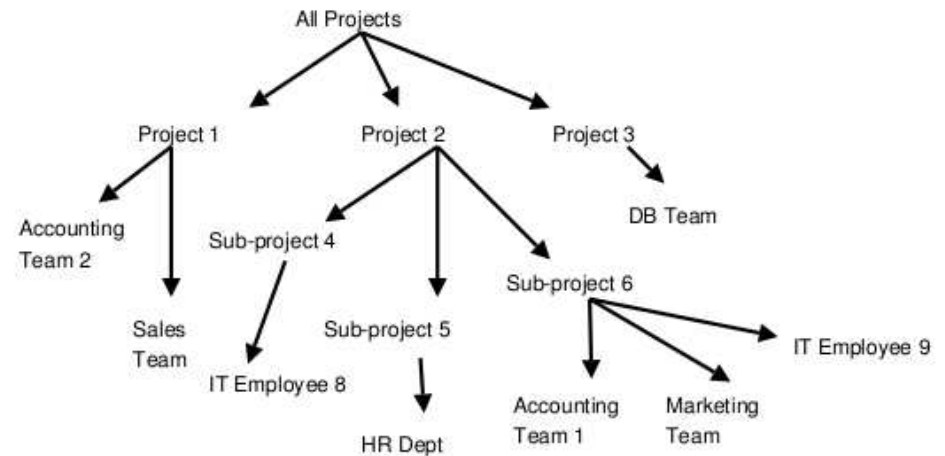 All Projects
Project 1
Project 2
Project 3
Accounting
Team 2
DB Team
Sub-project 4
Sub-project 6
Sales
Team
Sub-project 5
IT Employee 9
IT Employee 8
Accounting
Team 1
Marketing
Team
HR Dept